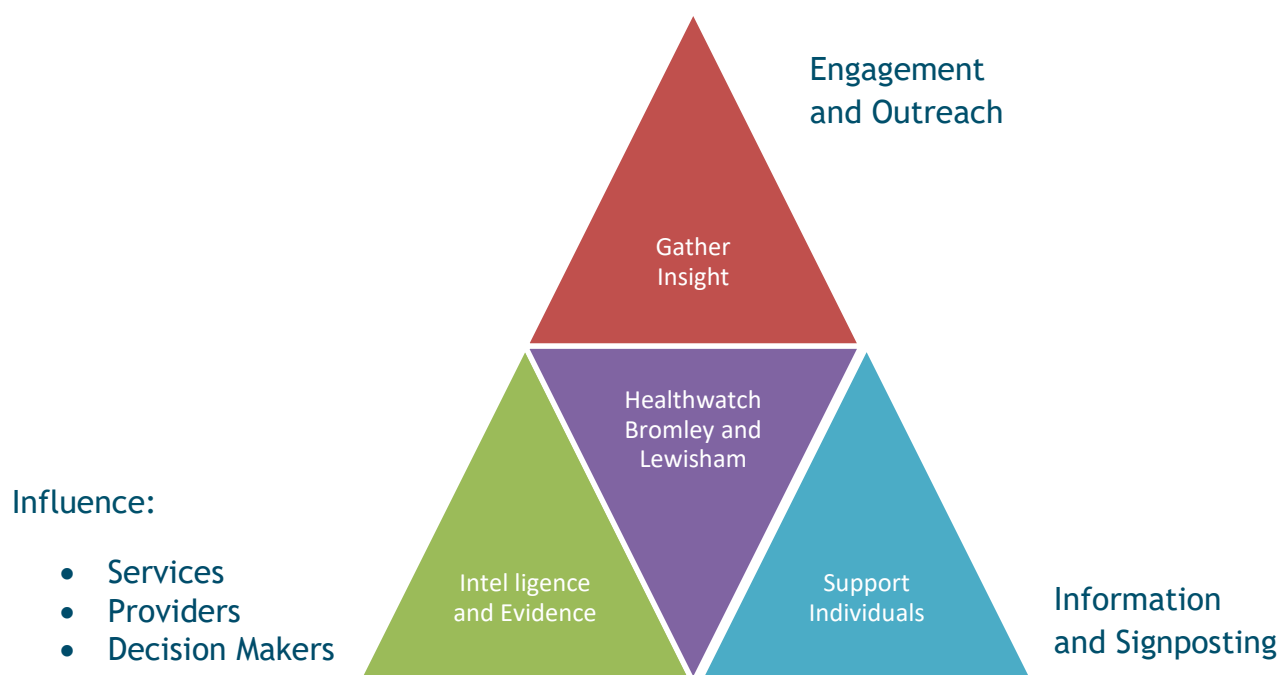 Engagement
and Outreach
Gather
Insight
Healthwatch
Bromley and
Lewisham
Influence:
• Services
• Providers
• Decision Makers
Intel ligence
and Evidence
Support
Individuals
Information
and Signposting